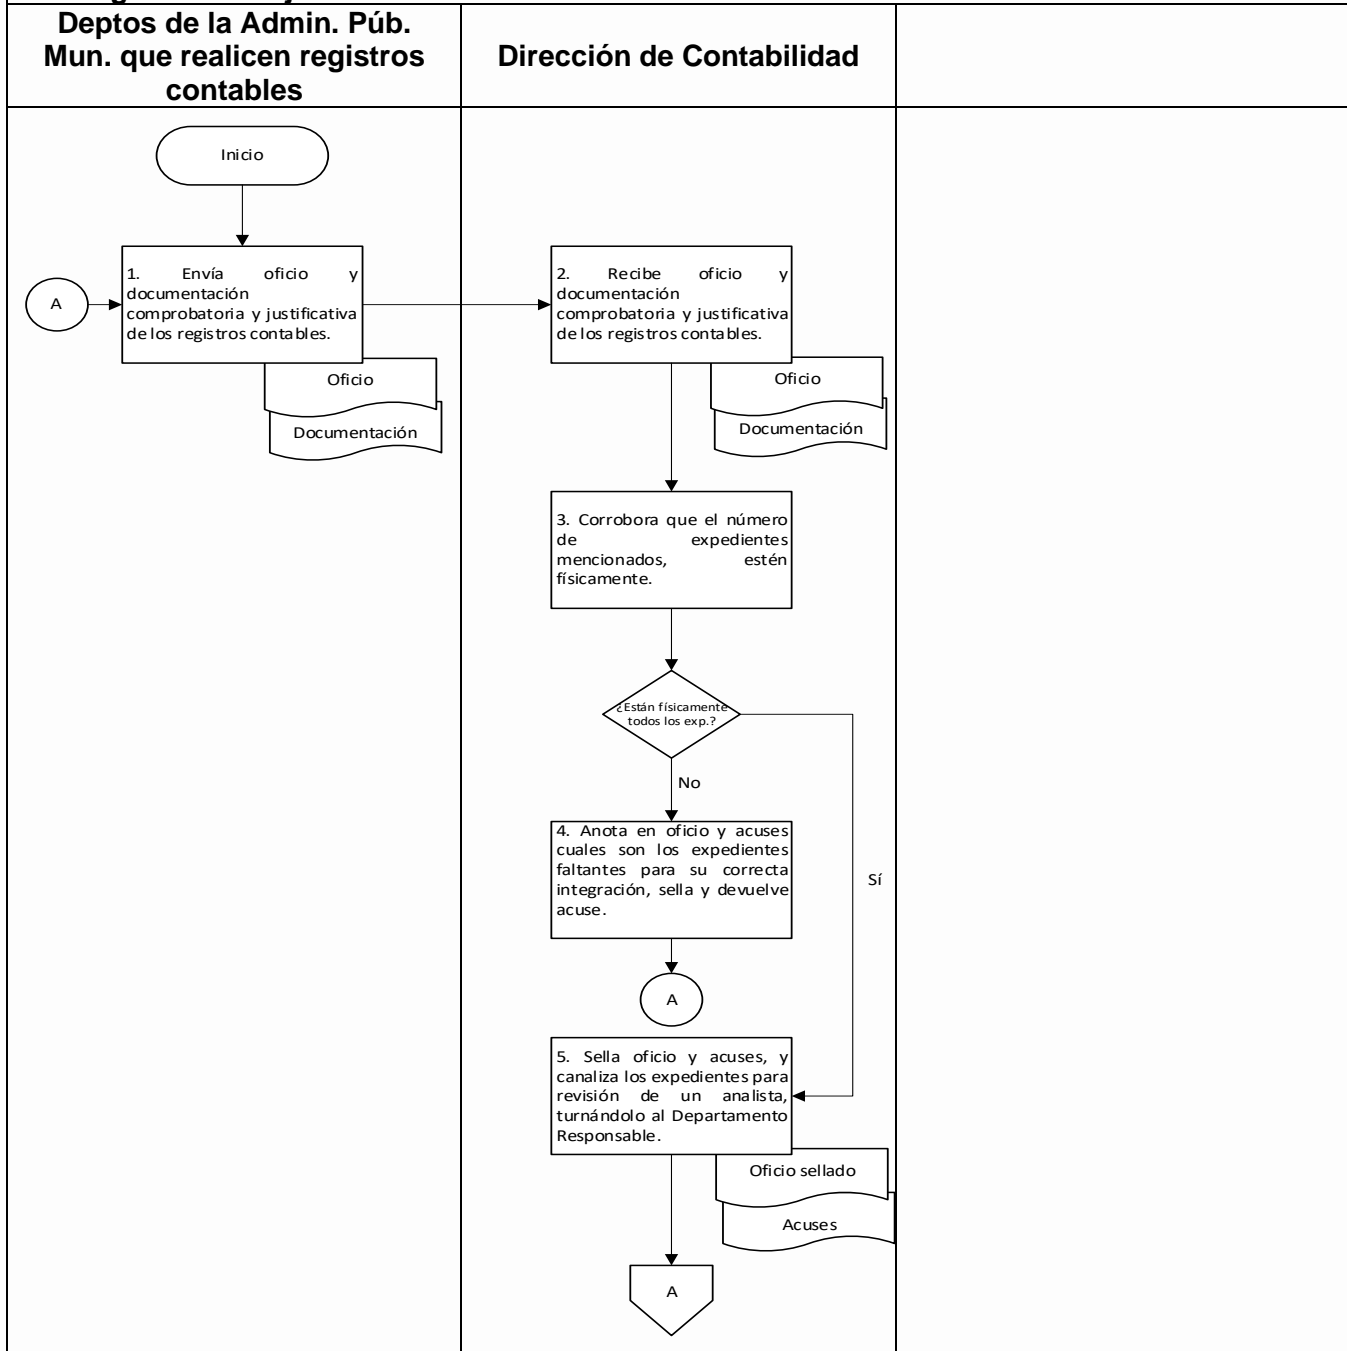 Deptos de la Admin. Púb.
Mun. que realicen registros
contables
Dirección de Contabilidad
Inicio
A
1. Envía oficio y
documentación
comprobatoria y justificativa
de los registros contables.
Oficio
Documentación
2. Recibe oficio y
documentación
comprobatoria y justificativa
de los registros contables.
Oficio
Documentación
3. Corrobora que el número
de expedientes
mencionados, estén
físicamente.
¿Están físicamente
todos los exp.?
No
Sí
4. Anota en oficio y acuses
cuales son los expedientes
faltantes para su correcta
integración, sella y devuelve
acuse.
A
5. Sella oficio y acuses, y
canaliza los expedientes para
revisión de un analista,
turnándolo al Departamento
Responsable.
Oficio sellado
Acuses
A